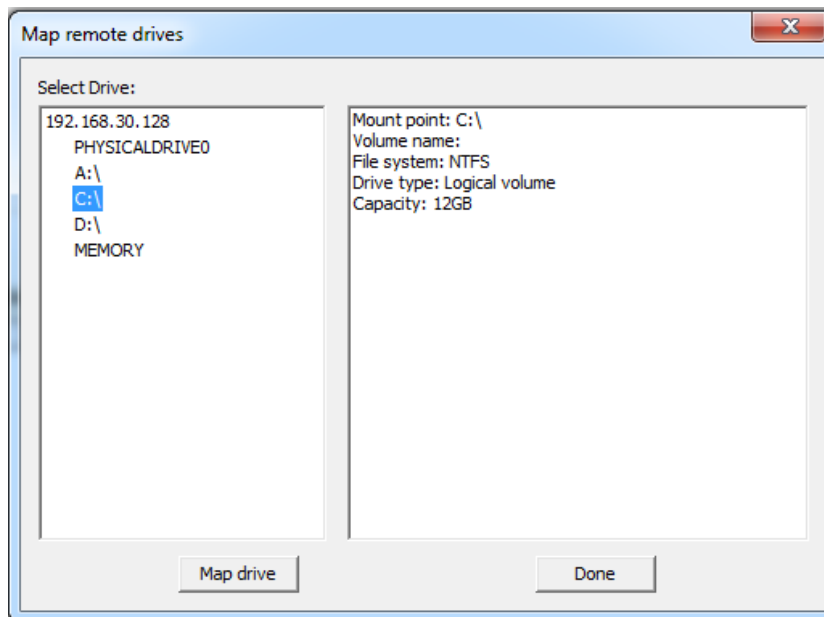 Map remote drives
Select Drive:
192.168.30.128
PHYSICALDRIVE0
A:\
C:\
D:\
MEMORY
Mount point: C:\
Volume name:
File system: NTFS
Drive type: Logical volume
Capacity: 12GB
Map drive
Done